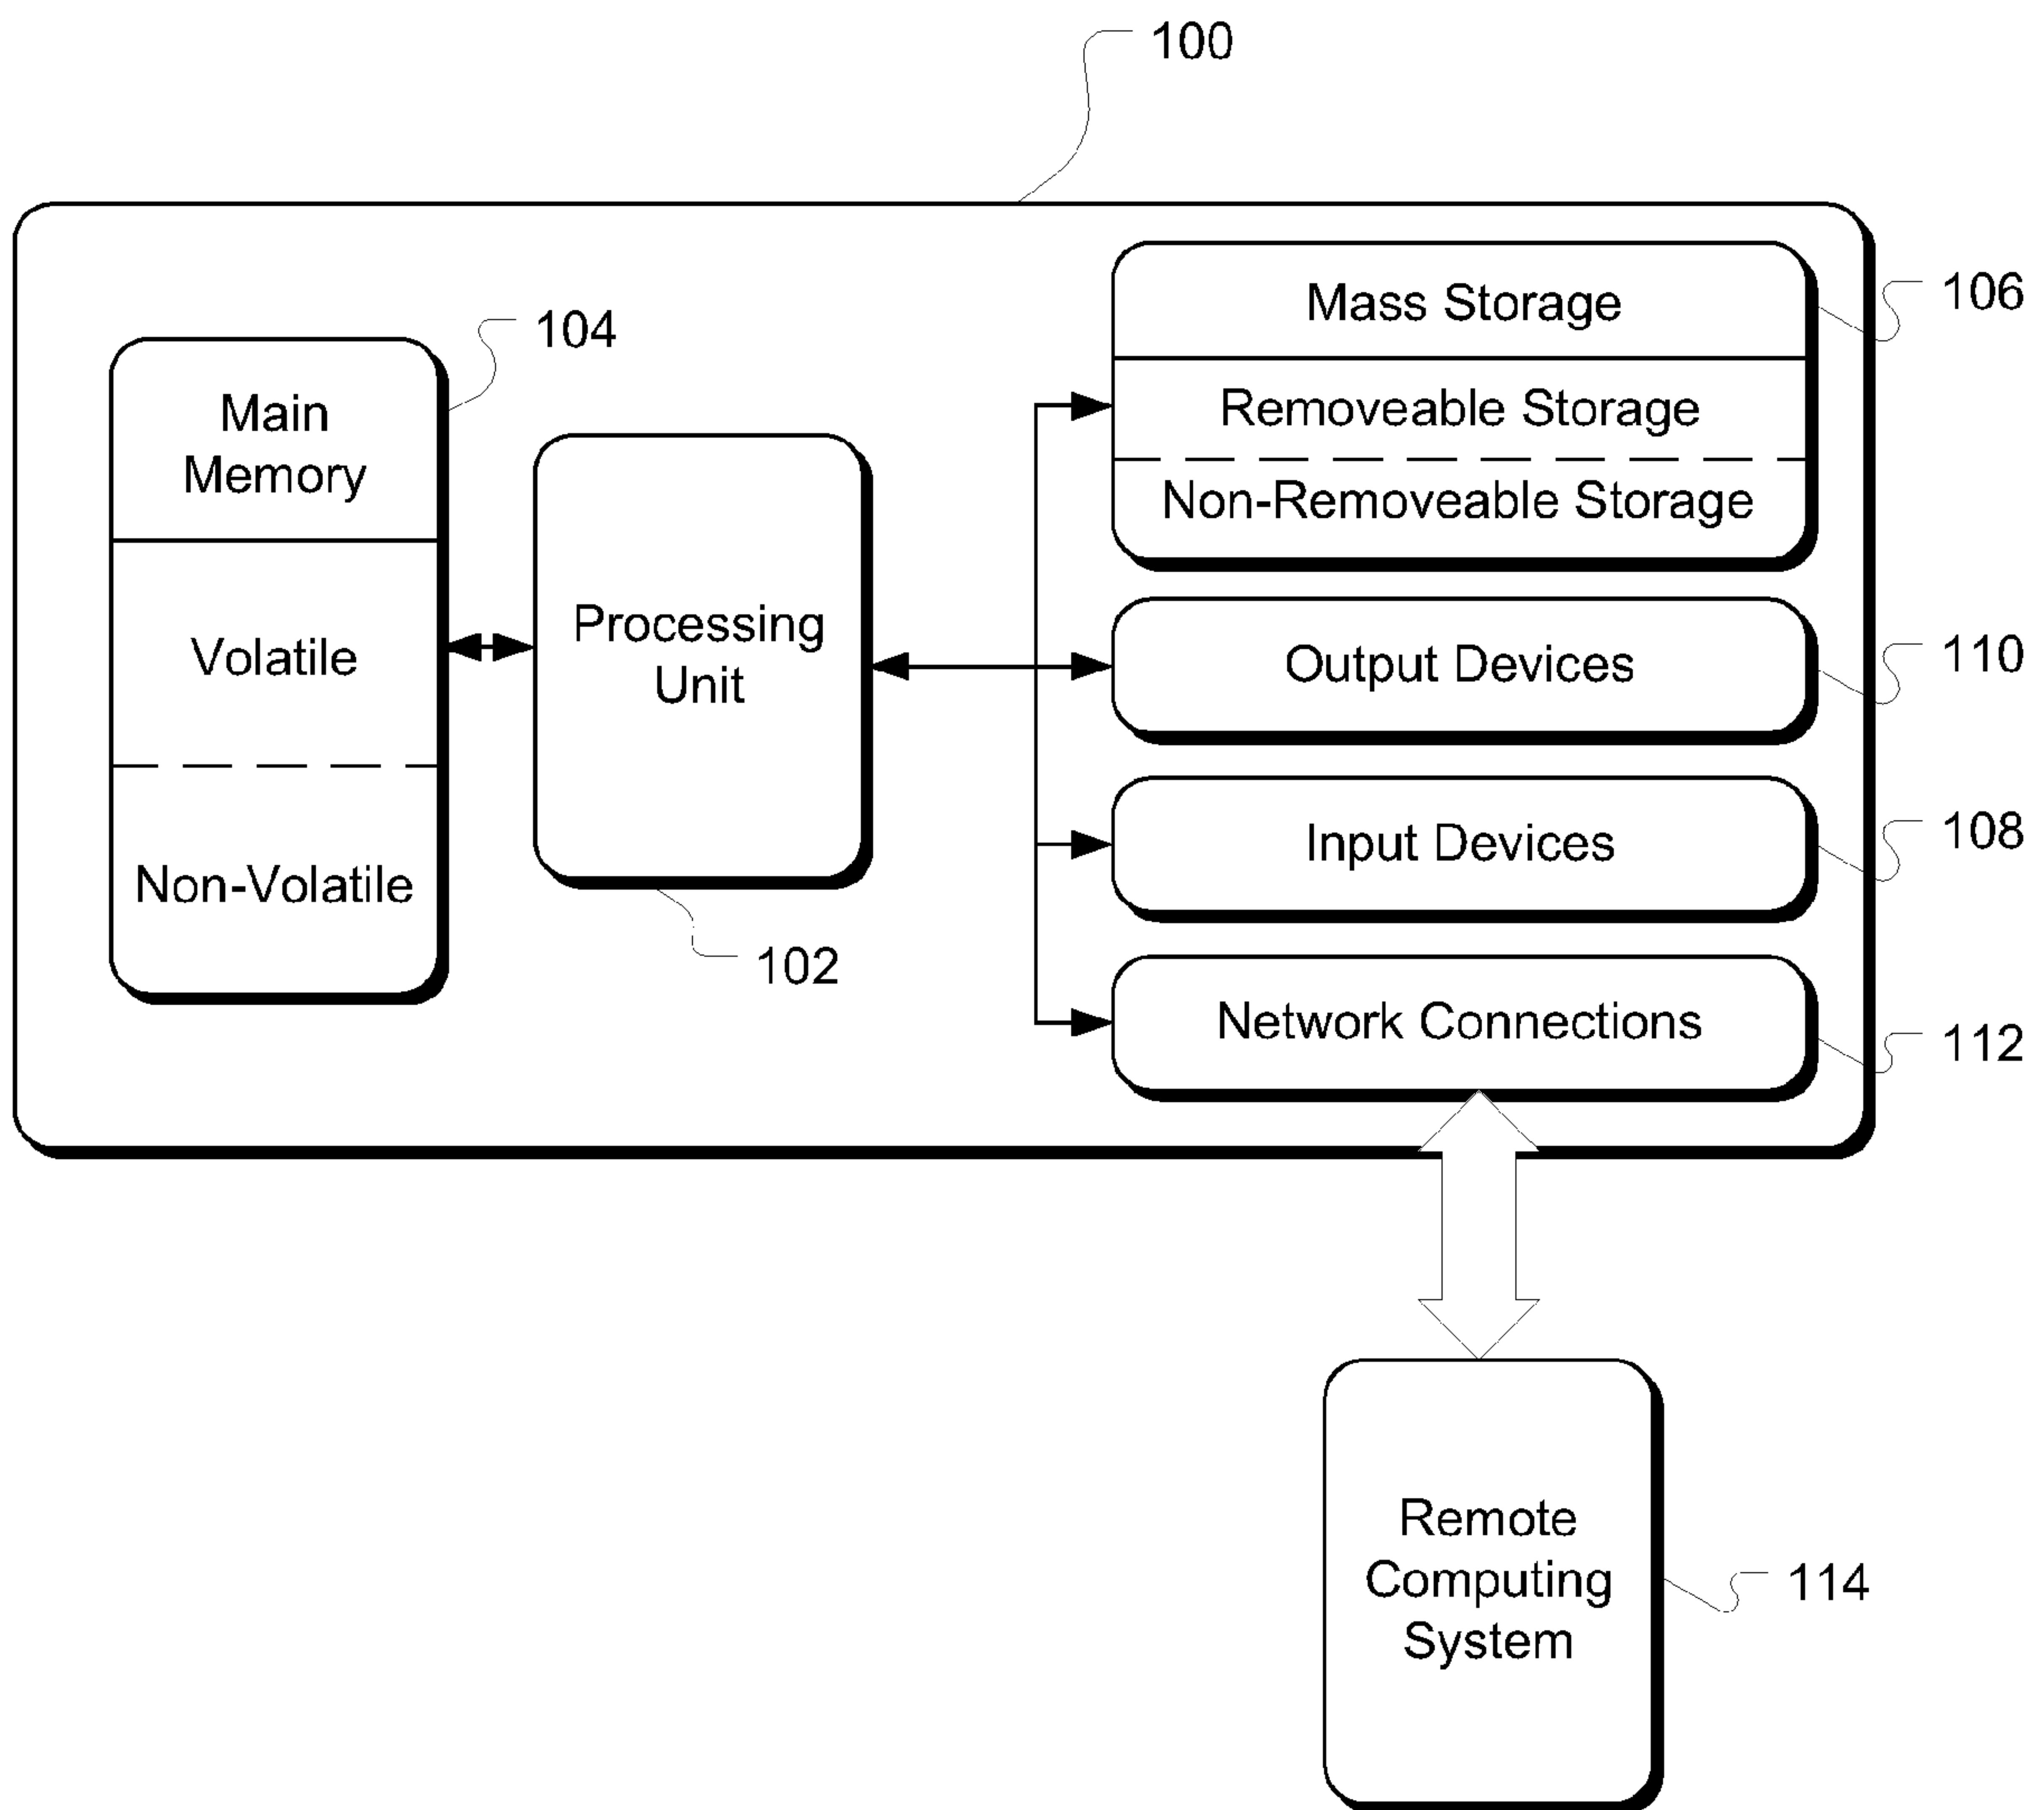 100
Mass Storage
106
104
Main
Memory
Removeable Storage
Non-Removeable Storage
Processing
Unit
Volatile
Output Devices
110
Input Devices
108
Non-Volatile
102
Network Connections
112
Remote
Computing
System
114